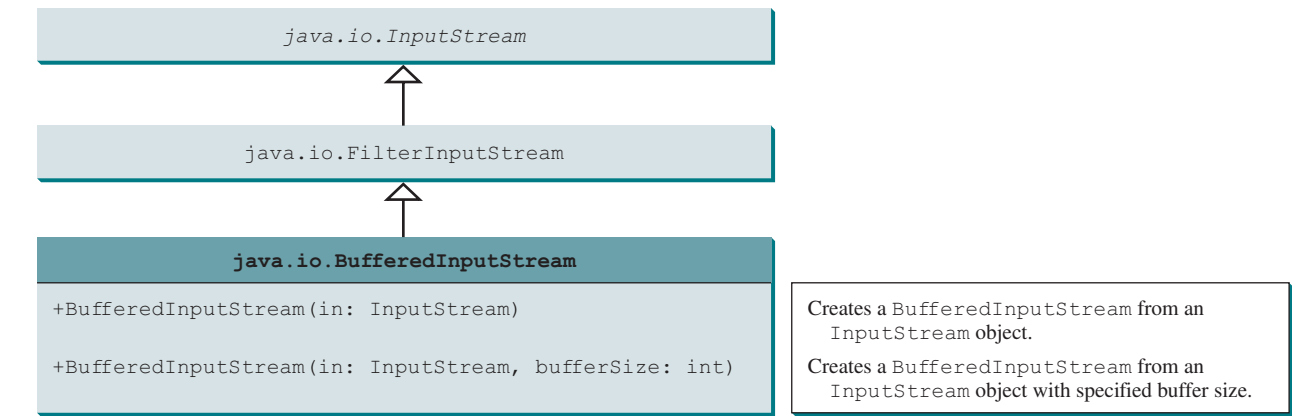 java.io.InputStream
java.io.FilterInputStream
java.io.BufferedInputStream
+BufferedInputStream(in: InputStream)
+BufferedInputStream(in: InputStream, bufferSize: int)
Creates a BufferedInputStream from an
InputStream object.
Creates a BufferedInputStream from an
InputStream object with specified buffer size.